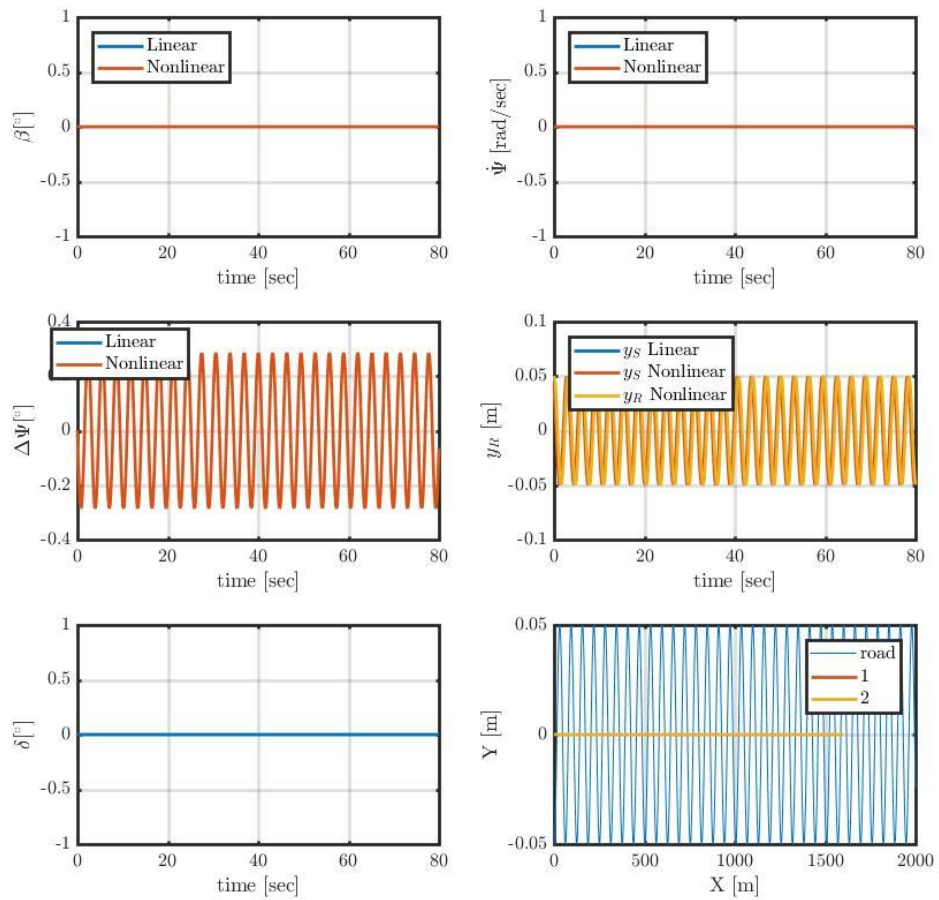 1
0.5
0
-0.5
-1
0 20 40 60 80
time [sec]
β[°]
Linear
Nonlinear
1
0.5
0
-0.5
-1
0 20 40 60 80
time [sec]
Ψ̇ [rad/sec]
Linear
Nonlinear
0.4
0
-0.2
-0.4
0 20 40 60 80
time [sec]
ΔΨ[°]
Linear
Nonlinear
0.1
0.05
0
-0.05
-0.1
0 20 40 60 80
time [sec]
y_R [m]
y_S Linear
y_S Nonlinear
y_R Nonlinear
1
0.5
0
-0.5
-1
0 20 40 60 80
time [sec]
δ[°]
0.05
0
-0.05
0 500 1000 1500 2000
X [m]
Y [m]
road
1
2